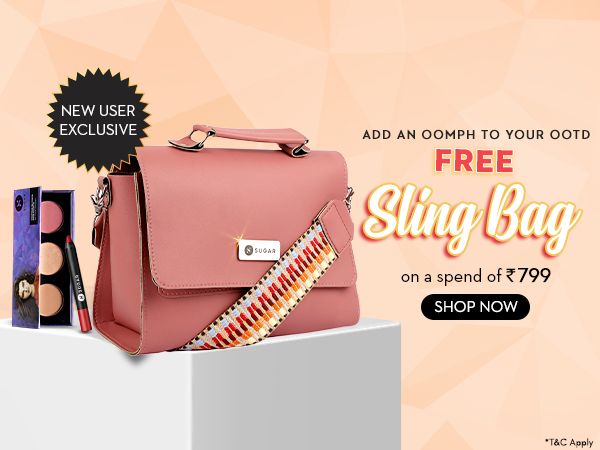 NEW USER
EXCLUSIVE
ADD AN OOMPH TO YOUR OOTD
FREE
Sling Bag
on a spend of ₹799
SHOP NOW
SUGAR
SUGAR
*T&C Apply